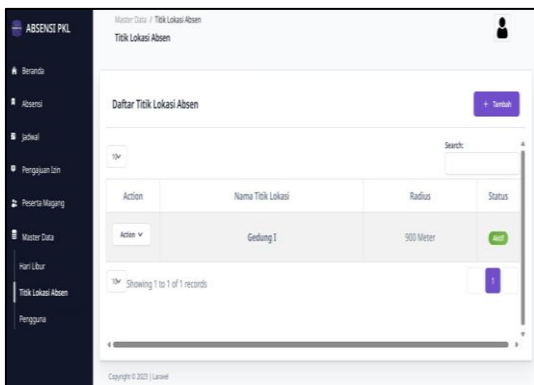 ABSENSI PKL
Master Data / Titik Lokasi Absen
Titik Lokasi Absen
Beranda
Absensi
Jadwal
Pengajuan Izin
Peserta Magang
Master Data
Hari Libur
Titik Lokasi Absen
Pengguna
Daftar Titik Lokasi Absen
+ Tambah
10
Search:
Action Nama Titik Lokasi Radius Status
Action Gedung I 900 Meter Aktif
10 Showing 1 to 1 of 1 records
1
Copyright © 2023 | Laravel